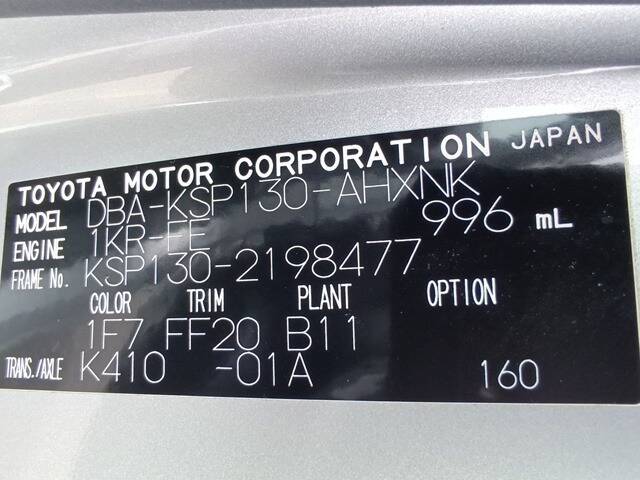 TOYOTA MOTOR CORPORATION JAPAN
MODEL DBA-KSP130-AHXNK
ENGINE 1KR-FE 996 mL
FRAME No. KSP130-2198477
COLOR TRIM PLANT OPTION
1F7 FF20 B11
TRANS./AXLE K410 -01A 160